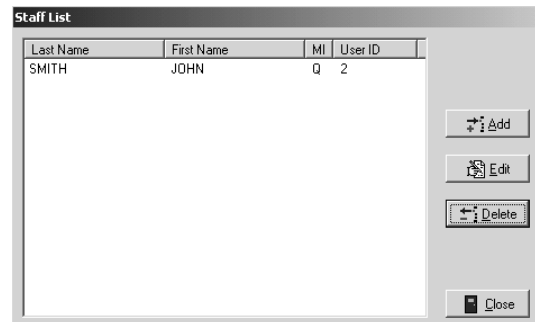 Staff List
Last Name First Name MI User ID
SMITH JOHN Q 2
Add
Edit
Delete
Close